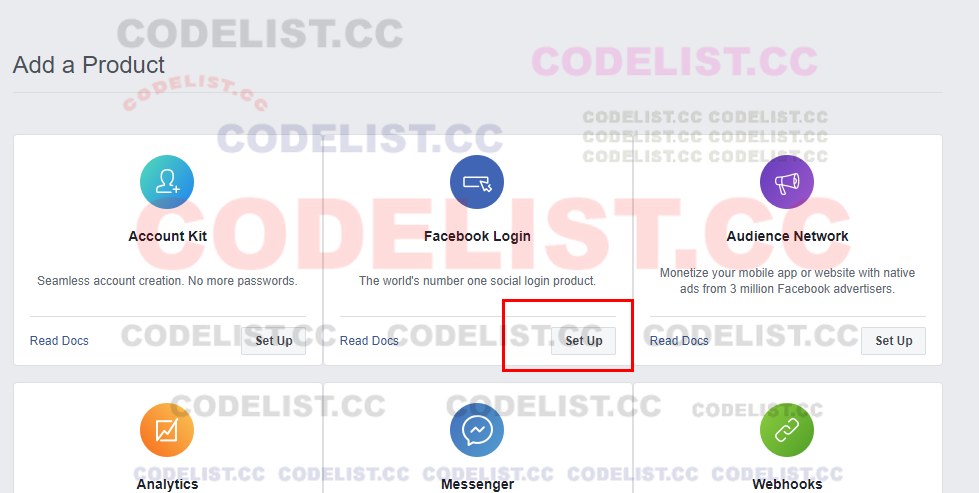 CODELIST.CC
Add a Product
CODELIST.CC
CODELIST.CC
CODELIST.CC
CODELIST.CC CODELIST.CC
CODELIST.CC CODELIST.CC
CODELIST.CC CODELIST.CC
CODELIST.CC
Account Kit
Seamless account creation. No more passwords.
Read Docs
Set Up
Facebook Login
The world's number one social login product.
Read Docs
Set Up
Audience Network
Monetize your mobile app or website with native
ads from 3 million Facebook advertisers.
Read Docs
Set Up
CODELIST.CC CODELIST.CC CODELIST.CC
CODELIST.CC CODELIST.CC CODELIST.CC
CODELIST.CC CODELIST.CC CODELIST.CC CODELIST.CC CODELIST.CC
Analytics
Messenger
Webhooks